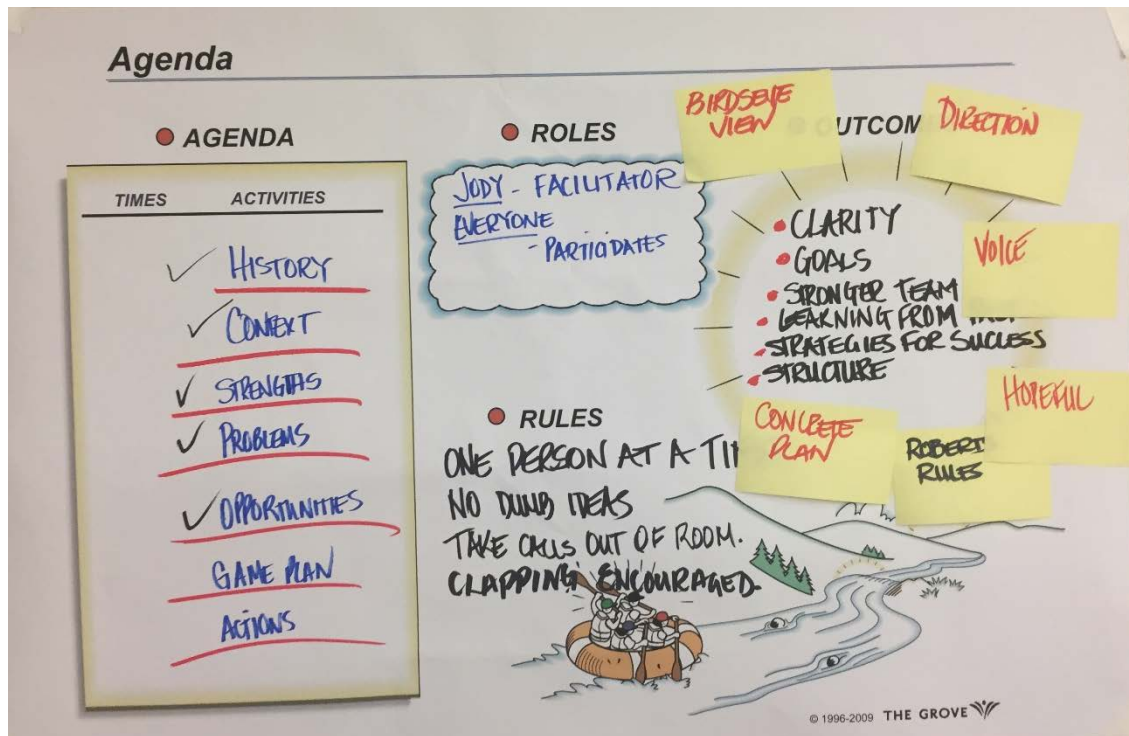 Agenda
AGENDA
TIMES ACTIVITIES
HISTORY
CONTEXT
STRENGTHS
PROBLEMS
OPPORTUNITIES
GAME PLAN
ACTIONS
ROLES
JODY - FACILITATOR
EVERYONE
- PARTICIPATES
RULES
ONE PERSON AT A TI
NO DUMB IDEAS
TAKE CALLS OUT OF ROOM.
CLAPPING ENCOURAGED.
UTCOM
BIRDSEYE
VIEW
DIRECTION
CLARITY
GOALS
STRONGER TEAM
LEARNING FROM
STRATEGIES FOR SUCCESS
STRUCTURE
VOICE
HOPEFUL
CONCRETE
PLAN
ROBERT
RULES
© 1996-2009 THE GROVE